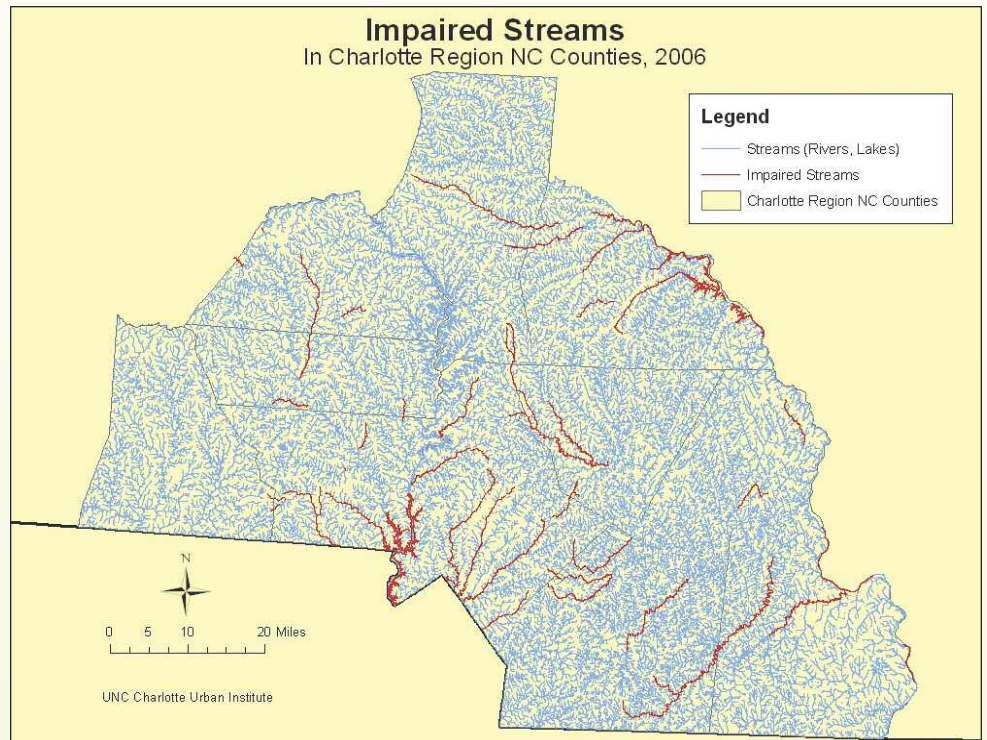 Impaired Streams
In Charlotte Region NC Counties, 2006
Legend
Streams (Rivers, Lakes)
Impaired Streams
Charlotte Region NC Counties
N
0 5 10 20 Miles
UNC Charlotte Urban Institute